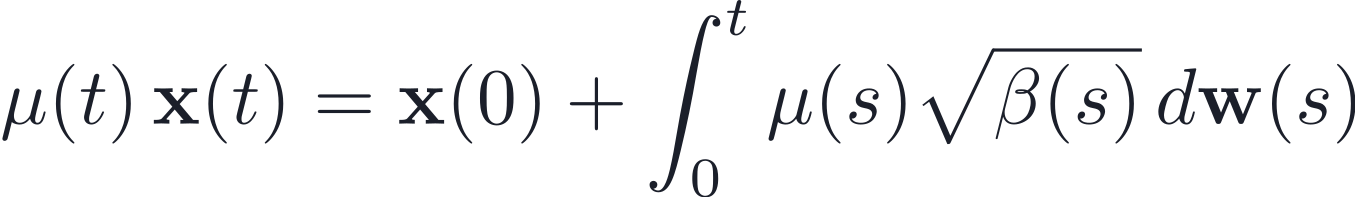 μ(t) x(t) = x(0) + ∫₀ᵗ μ(s)√β(s) dw(s)